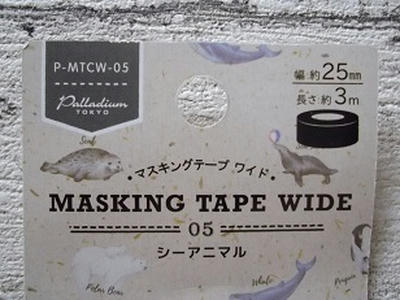 P-MTCW-05
Palladium
TOKYO
幅:約25mm
長さ:約3m
Seal
マスキングテープ ワイド
MASKING TAPE WIDE
05
シーアニマル
Polar Bear
Whale
Penguin